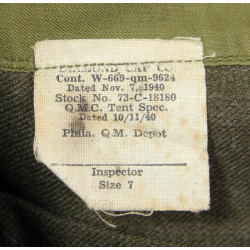 DIAMOND CAP CO.
Cont. W-669-qm-9624
Dated Nov. 7, 1940
Stock No. 73-C-18180
Q.M.C. Tent Spec.
Dated 10/11/40
Phila. Q.M. Depot
Inspector
Size 7